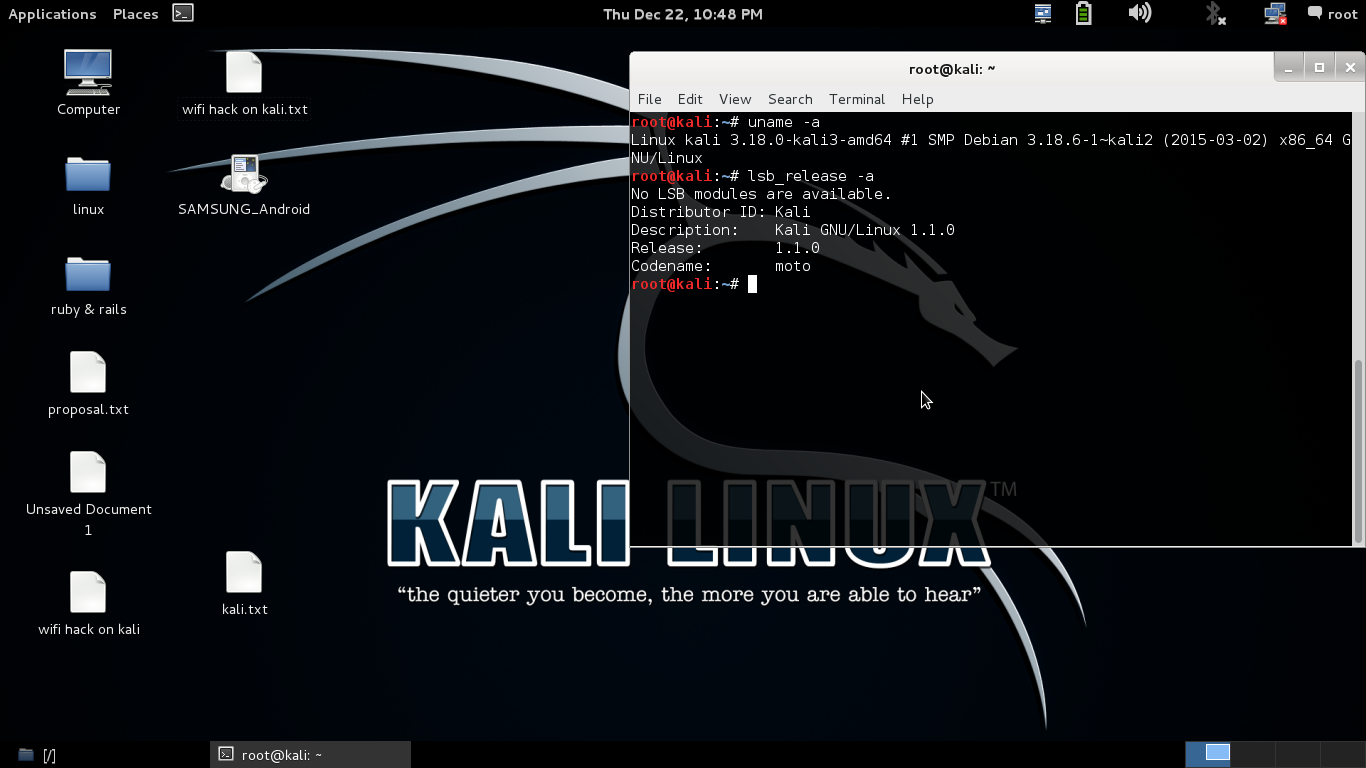 Applications Places
Thu Dec 22, 10:48 PM
root
Computer
wifi hack on kali.txt
linux
SAMSUNG_Android
ruby & rails
proposal.txt
Unsaved Document
1
kali.txt
wifi hack on kali
root@kali: ~
File Edit View Search Terminal Help
root@kali:~# uname -a
Linux kali 3.18.0-kali3-amd64 #1 SMP Debian 3.18.6-1~kali2 (2015-03-02) x86_64 G
NU/Linux
root@kali:~# lsb_release -a
No LSB modules are available.
Distributor ID: Kali
Description:    Kali GNU/Linux 1.1.0
Release:        1.1.0
Codename:       moto
root@kali:~#
KALI LINUX TM
“the quieter you become, the more you are able to hear”
[/]
root@kali: ~